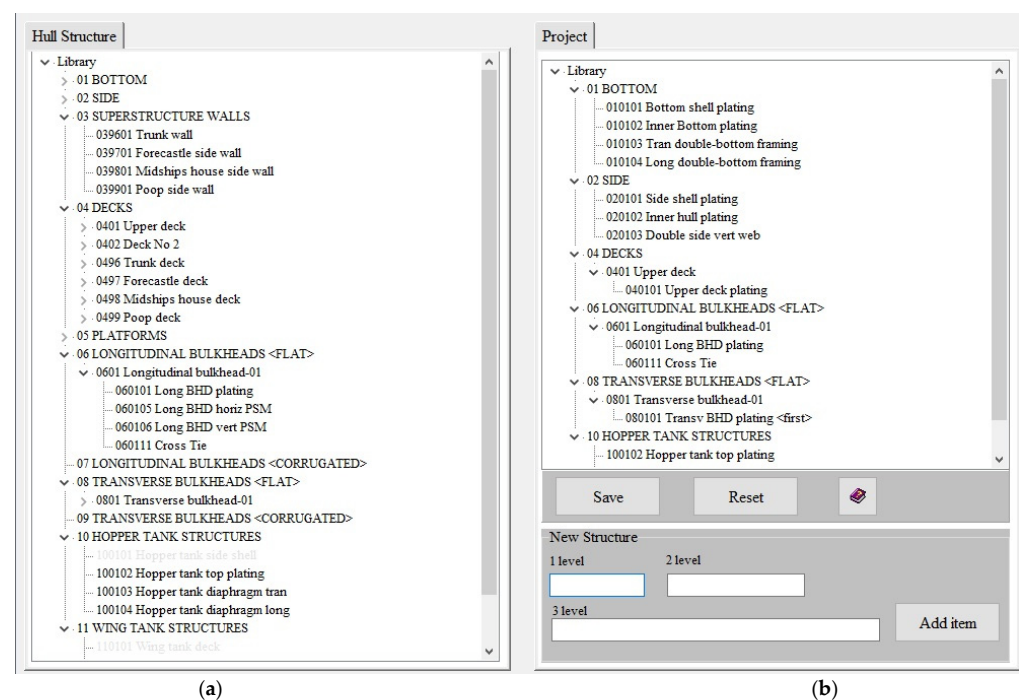 Hull Structure
Library
01 BOTTOM
02 SIDE
03 SUPERSTRUCTURE WALLS
039601 Trunk wall
039701 Forecastle side wall
039801 Midships house side wall
039901 Poop side wall
04 DECKS
0401 Upper deck
0402 Deck No 2
0496 Trunk deck
0497 Forecastle deck
0498 Midships house deck
0499 Poop deck
05 PLATFORMS
06 LONGITUDINAL BULKHEADS <FLAT>
0601 Longitudinal bulkhead-01
060101 Long BHD plating
060105 Long BHD horiz PSM
060106 Long BHD vert PSM
060111 Cross Tie
07 LONGITUDINAL BULKHEADS <CORRUGATED>
08 TRANSVERSE BULKHEADS <FLAT>
0801 Transverse bulkhead-01
09 TRANSVERSE BULKHEADS <CORRUGATED>
10 HOPPER TANK STRUCTURES
100101 Hopper tank side shell
100102 Hopper tank top plating
100103 Hopper tank diaphragm tran
100104 Hopper tank diaphragm long
11 WING TANK STRUCTURES
110101 Wing tank deck
(a)
Project
Library
01 BOTTOM
010101 Bottom shell plating
010102 Inner Bottom plating
010103 Tran double-bottom framing
010104 Long double-bottom framing
02 SIDE
020101 Side shell plating
020102 Inner hull plating
020103 Double side vert web
04 DECKS
0401 Upper deck
040101 Upper deck plating
06 LONGITUDINAL BULKHEADS <FLAT>
0601 Longitudinal bulkhead-01
060101 Long BHD plating
060111 Cross Tie
08 TRANSVERSE BULKHEADS <FLAT>
0801 Transverse bulkhead-01
080101 Transv BHD plating <first>
10 HOPPER TANK STRUCTURES
100102 Hopper tank top plating
Save Reset
New Structure
1 level 2 level
3 level
Add item
(b)